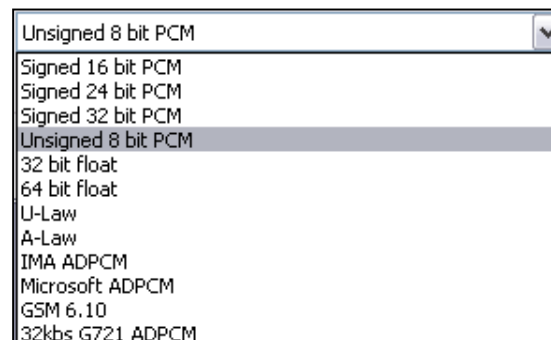 Unsigned 8 bit PCM
Signed 16 bit PCM
Signed 24 bit PCM
Signed 32 bit PCM
Unsigned 8 bit PCM
32 bit float
64 bit float
U-Law
A-Law
IMA ADPCM
Microsoft ADPCM
GSM 6.10
32kbs G721 ADPCM